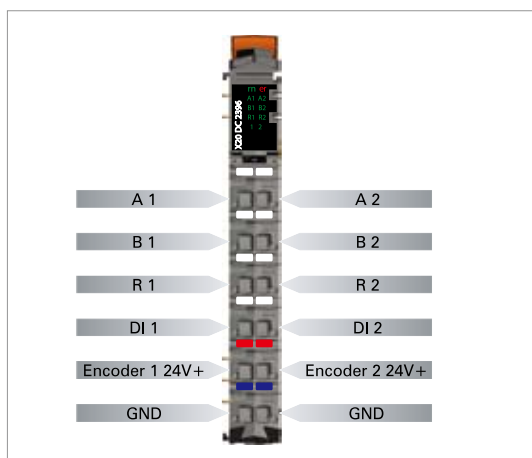 X20 DC 2396
r er
A1 A2
B1 B2
R1 R2
1 2
A 1 A 2
B 1 B 2
R 1 R 2
DI 1 DI 2
Encoder 1 24V+ Encoder 2 24V+
GND GND